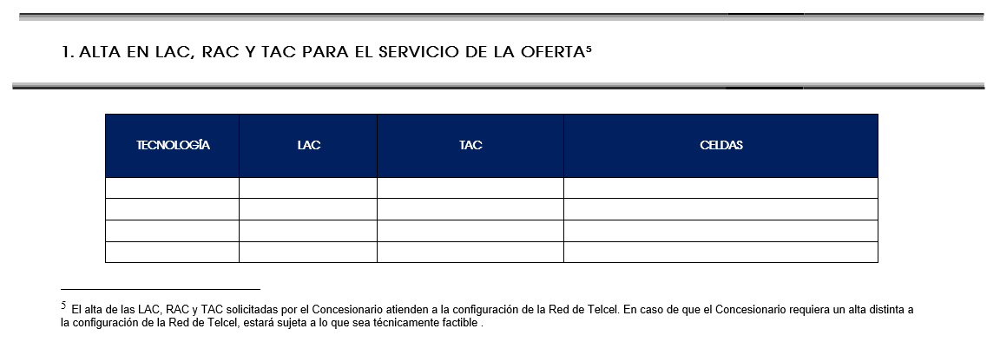 1. ALTA EN LAC, RAC Y TAC PARA EL SERVICIO DE LA OFERTA⁵
TECNOLOGÍA LAC TAC CELDAS
⁵ El alta de las LAC, RAC y TAC solicitadas por el Concesionario atienden a la configuración de la Red de Telcel. En caso de que el Concesionario requiera un alta distinta a
la configuración de la Red de Telcel, estará sujeta a lo que sea técnicamente factible .